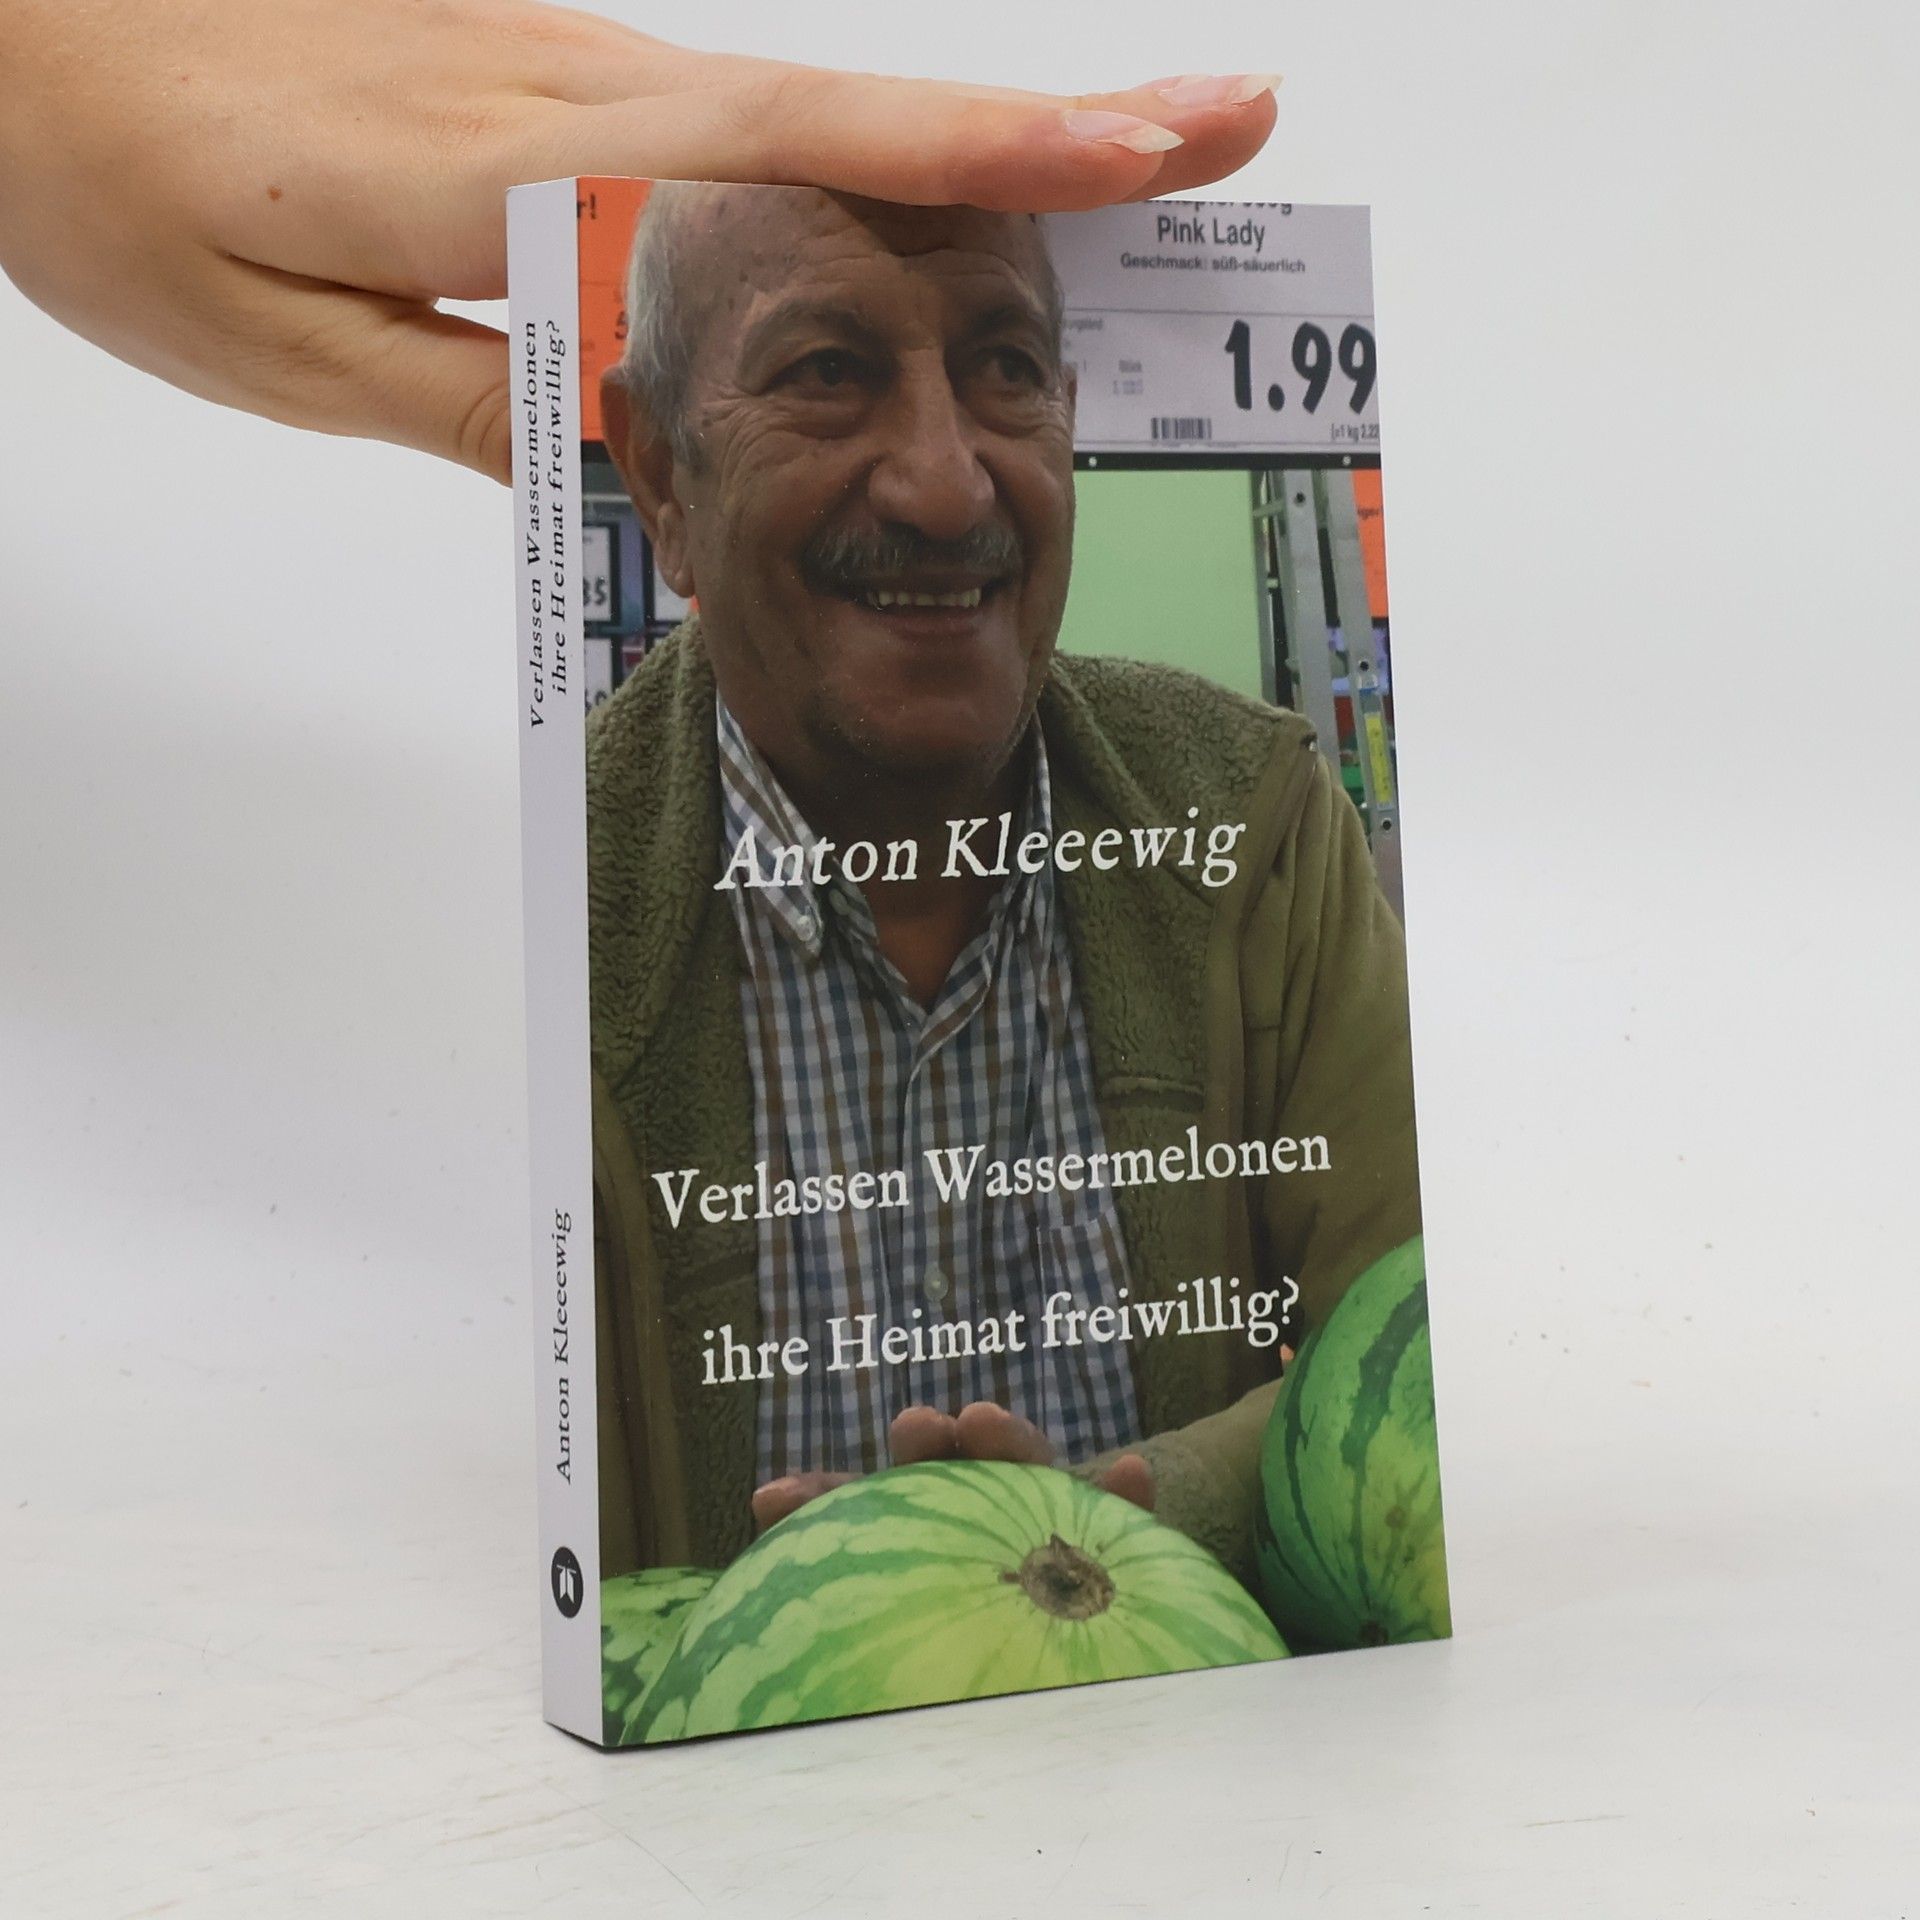 Verlassen Wassermelonen
ihre Heimat freiwillig?
Anton Kleeewig
r!
Pink Lady
Geschmack: süß-säuerlich
1.99
Stück
Anton Kleeewig
Verlassen Wassermelonen
ihre Heimat freiwillig?